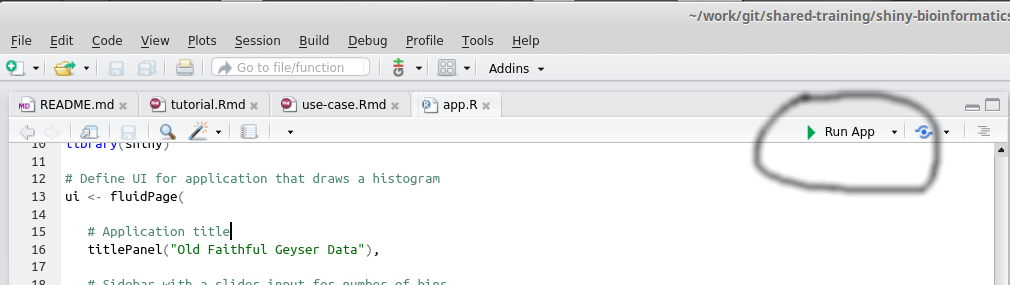 ~/work/git/shared-training/shiny-bioinformatics
File Edit Code View Plots Session Build Debug Profile Tools Help
Go to file/function Addins
MD README.md tutorial.Rmd use-case.Rmd app.R
Run App
10 library(shiny)
11
12 # Define UI for application that draws a histogram
13 ui <- fluidPage(
14
15 # Application title
16 titlePanel("Old Faithful Geyser Data"),
17
18 # Sidebar with a slider input for number of bins